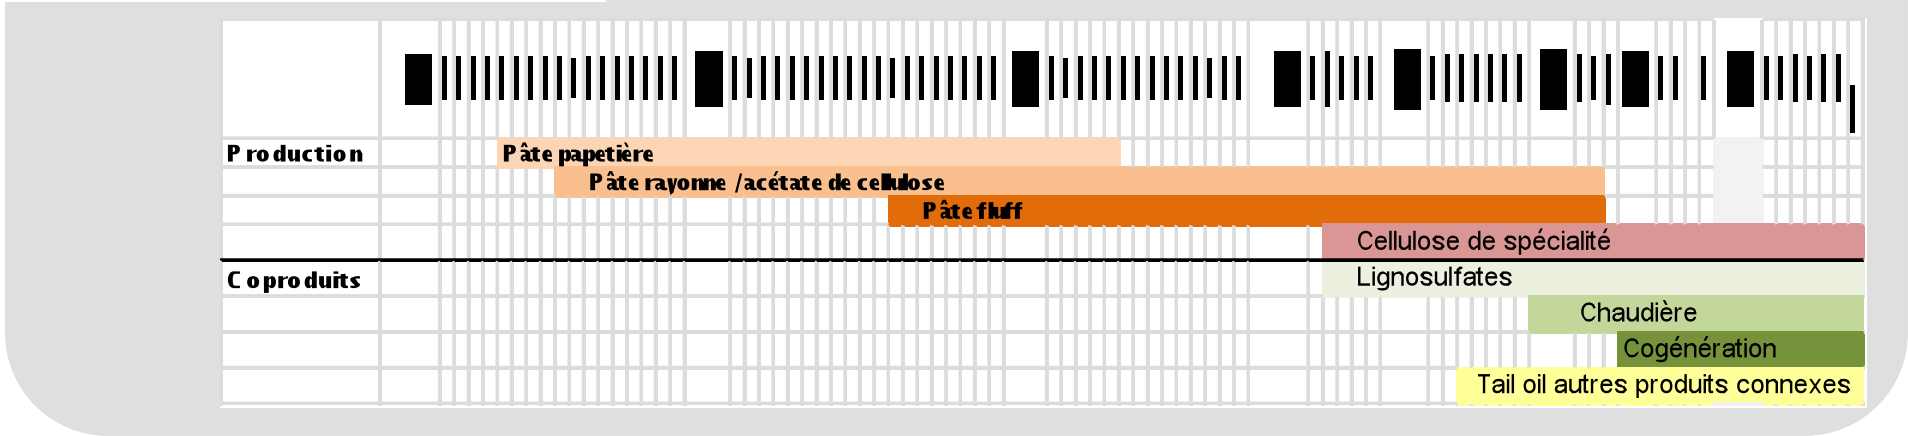 Production
Pâte papetière
Pâte rayonne /acétate de cellulose
Pâte fluff
Cellulose de spécialité
Coproduits
Lignosulfates
Chaudière
Cogénération
Tail oil autres produits connexes